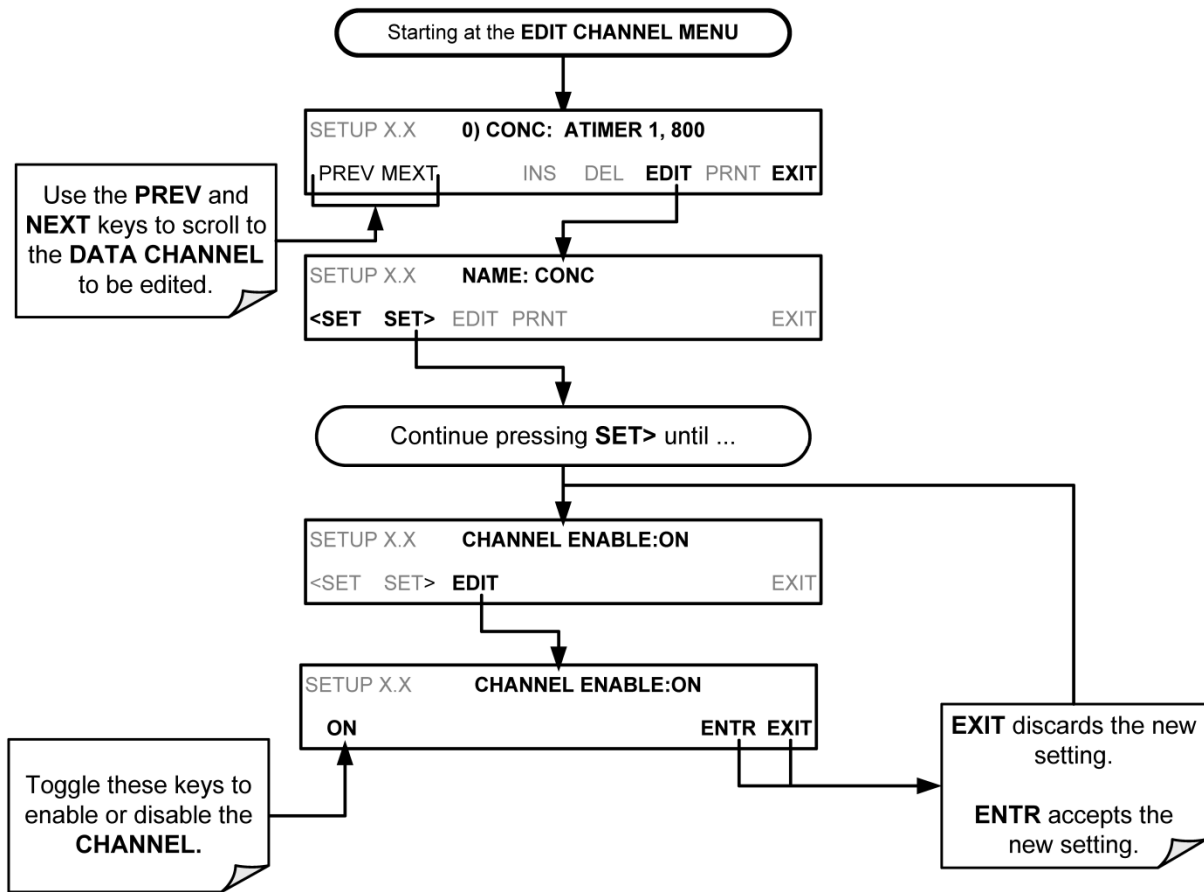 Starting at the EDIT CHANNEL MENU
SETUP X.X 0) CONC: ATIMER 1, 800
PREV MEXT INS DEL EDIT PRNT EXIT
Use the PREV and
NEXT keys to scroll to
the DATA CHANNEL
to be edited.
SETUP X.X NAME: CONC
<SET SET> EDIT PRNT EXIT
Continue pressing SET> until ...
SETUP X.X CHANNEL ENABLE:ON
<SET SET> EDIT EXIT
SETUP X.X CHANNEL ENABLE:ON
ON ENTR EXIT
Toggle these keys to
enable or disable the
CHANNEL.
EXIT discards the new
setting.
ENTR accepts the
new setting.